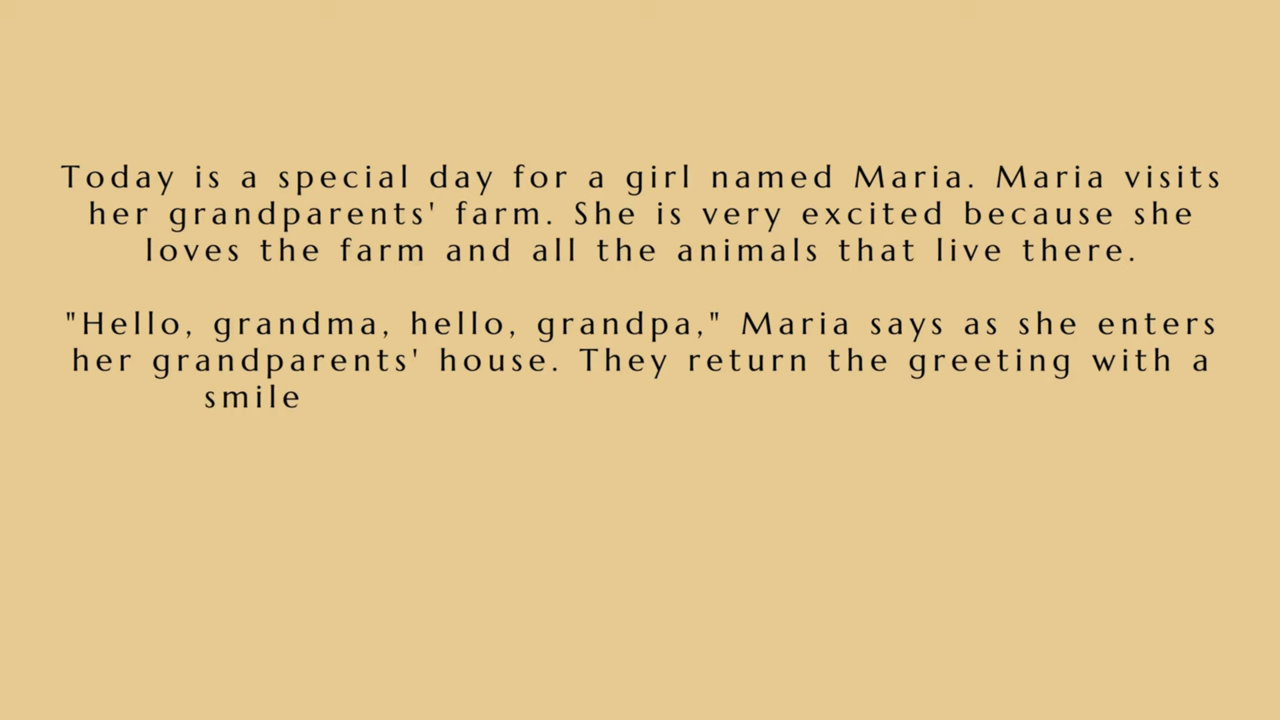 Today is a special day for a girl named Maria. Maria visits
her grandparents' farm. She is very excited because she
loves the farm and all the animals that live there.
"Hello, grandma, hello, grandpa," Maria says as she enters
her grandparents' house. They return the greeting with a
smile